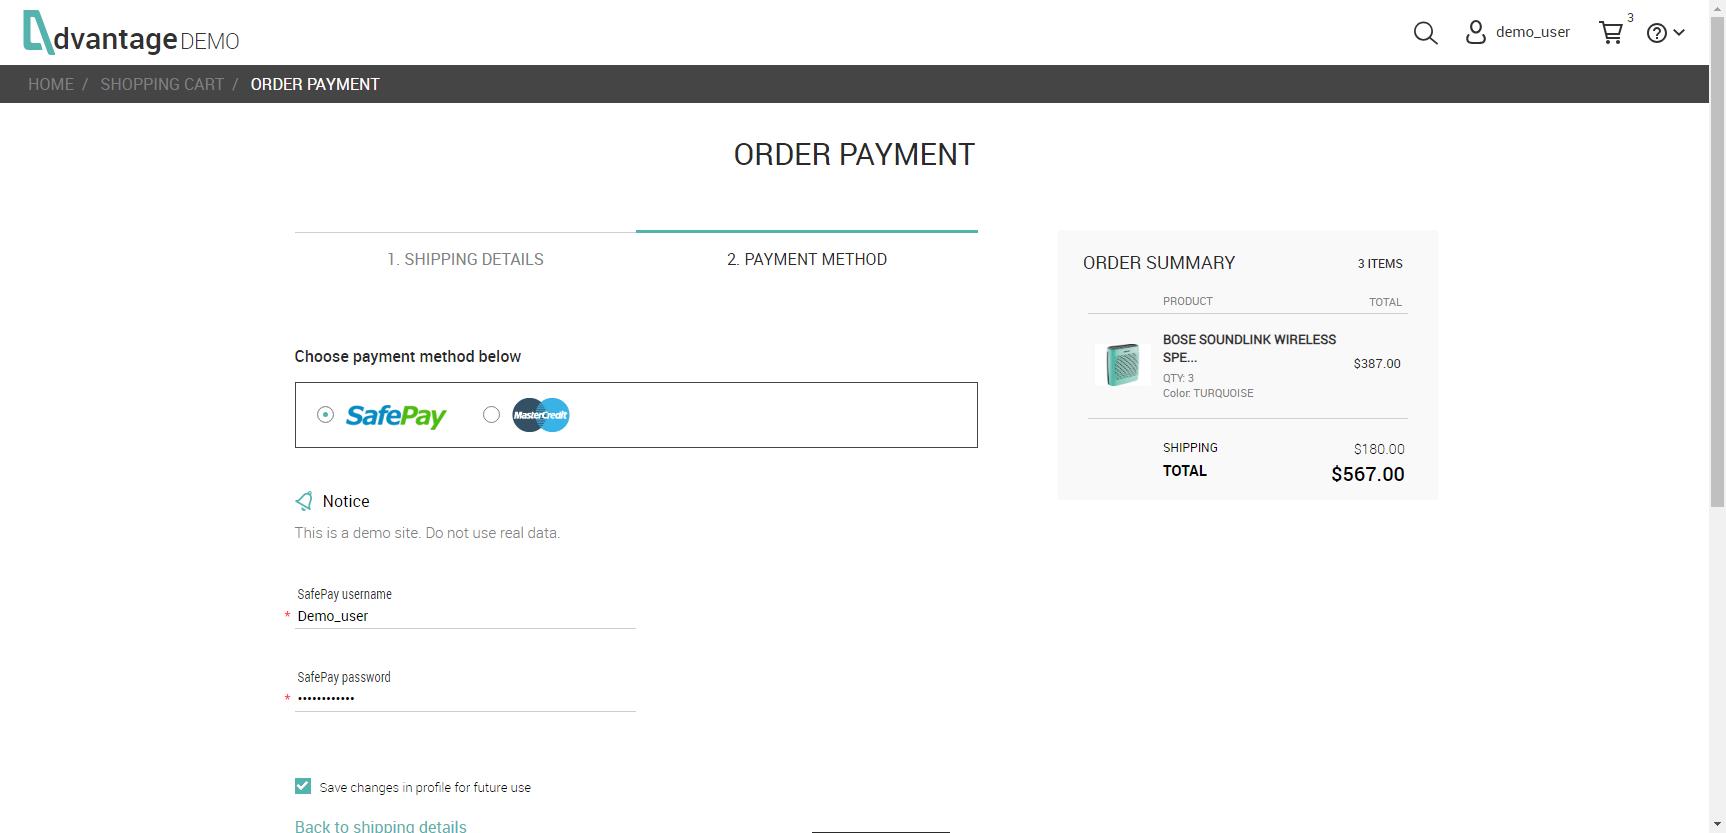 dvantage DEMO
demo_user
3
HOME / SHOPPING CART / ORDER PAYMENT
ORDER PAYMENT
1. SHIPPING DETAILS
2. PAYMENT METHOD
Choose payment method below
SafePay
MasterCredit
Notice
This is a demo site. Do not use real data.
SafePay username
* Demo_user
SafePay password
* ••••••••••••
Save changes in profile for future use
Back to shipping details
ORDER SUMMARY 3 ITEMS
PRODUCT TOTAL
BOSE SOUNDLINK WIRELESS
SPE...
$387.00
QTY: 3
Color: TURQUOISE
SHIPPING $180.00
TOTAL $567.00